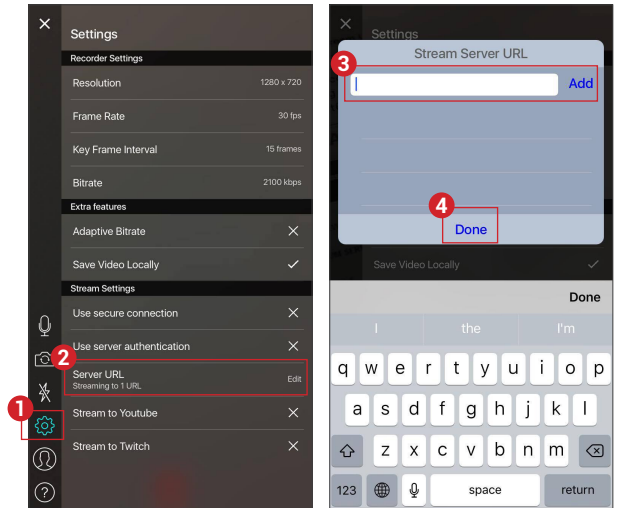 Settings
Recorder Settings
Resolution 1280 x 720
Frame Rate 30 fps
Key Frame Interval 15 frames
Bitrate 2100 kbps
Extra features
Adaptive Bitrate
Save Video Locally
Stream Settings
Use secure connection
Use server authentication
2
Server URL
Streaming to 1 URL
Edit
1
Stream to Youtube
Stream to Twitch
?
Settings
Stream Server URL
3
Add
4
Done
Save Video Locally
Done
I the I'm
q w e r t y u i o p
a s d f g h j k l
z x c v b n m
123 space return